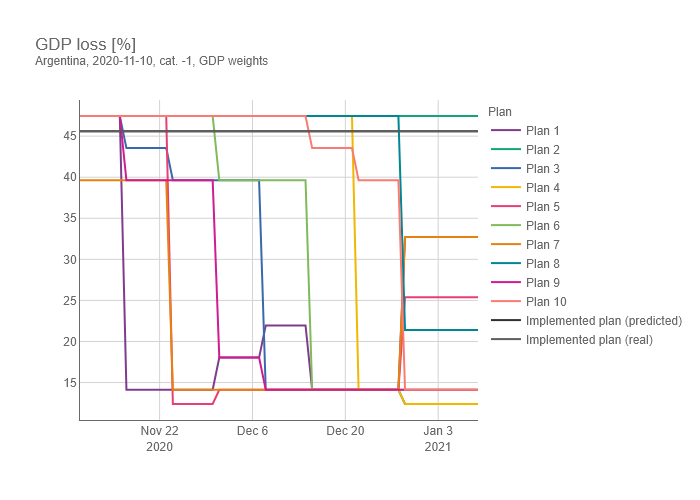 GDP loss [%]
Argentina, 2020-11-10, cat. -1, GDP weights
45
40
35
30
25
20
15
Nov 22
2020
Dec 6
Dec 20
Jan 3
2021
Plan
Plan 1
Plan 2
Plan 3
Plan 4
Plan 5
Plan 6
Plan 7
Plan 8
Plan 9
Plan 10
Implemented plan (predicted)
Implemented plan (real)